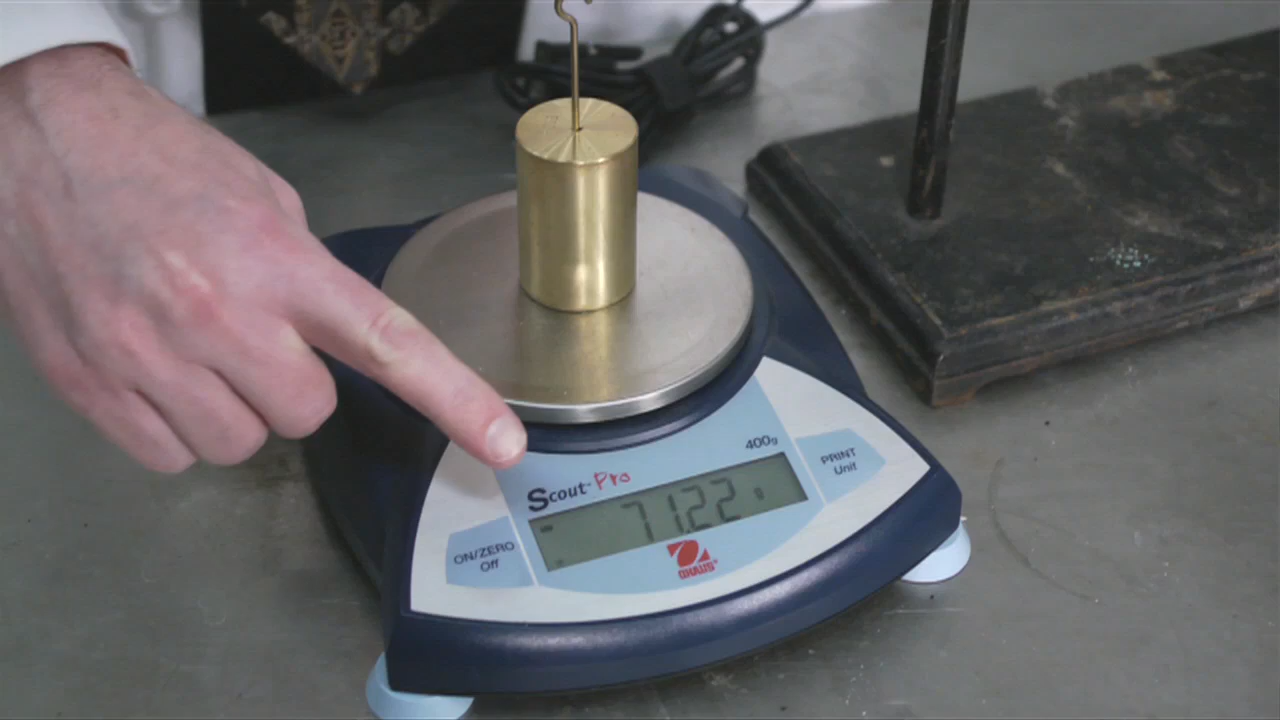 400g
Scout Pro
PRINT
Unit
71.22
ON/ZERO
Off
OHAUS